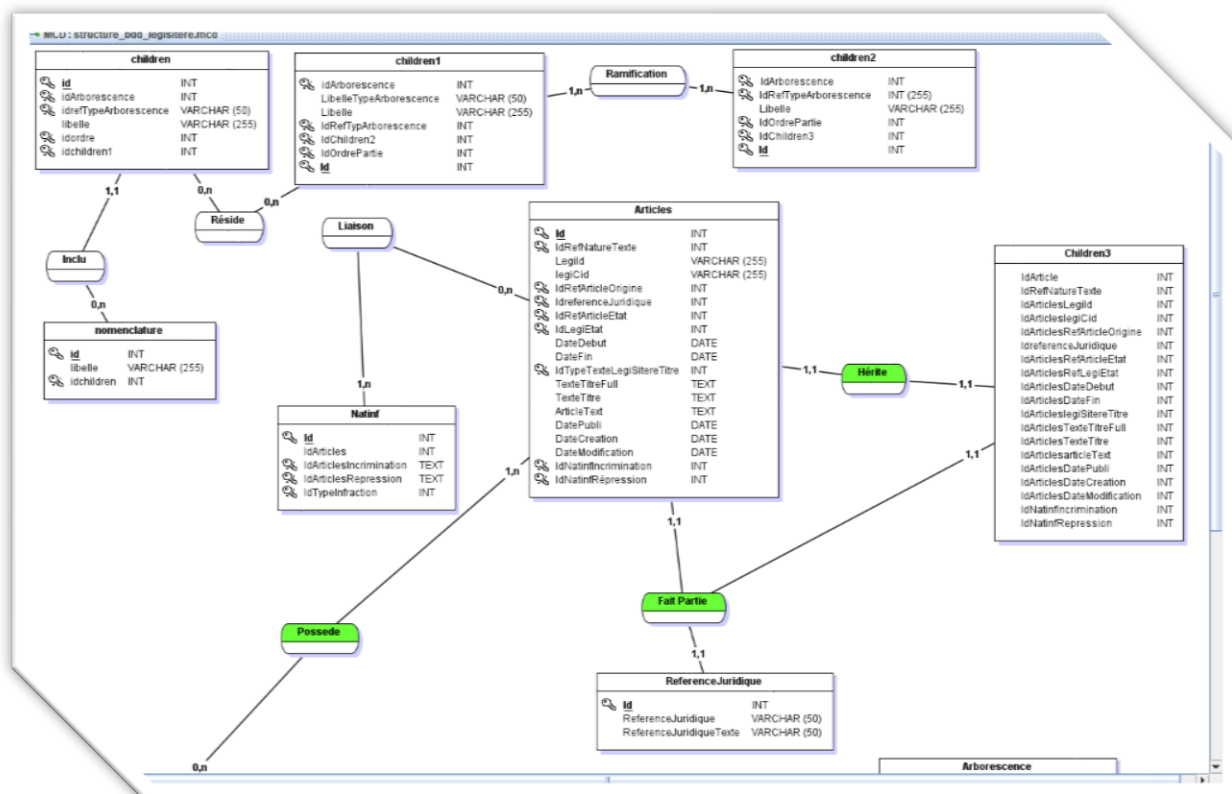 MCD : structure_bdd_legisitere.mcd
children
id INT
idArborescence INT
idrefTypeArborescence VARCHAR (50)
libelle VARCHAR (255)
idordre INT
idchildren1 INT
children1
idArborescence INT
LibelleTypeArborescence VARCHAR (50)
Libelle VARCHAR (255)
IdRefTypArborescence INT
IdChildren2 INT
IdOrdrePartie INT
Id INT
Ramification
1,n
1,n
children2
IdArborescence INT
IdRefTypeArborescence INT (255)
Libelle VARCHAR (255)
IdOrdrePartie INT
IdChildren3 INT
Id INT
1,1
0,n
0,n
Réside
Inclu
0,n
nomenclature
id INT
libelle VARCHAR (255)
idchildren INT
Liaison
0,n
1,n
Natinf
Id INT
IdArticles INT
IdArticlesIncrimination TEXT
IdArticlesRepression TEXT
IdTypeInfraction INT
Articles
Id INT
IdRefNatureTexte INT
LegiId VARCHAR (255)
legiCid VARCHAR (255)
IdRefArticleOrigine INT
IdreferenceJuridique INT
IdRefArticleEtat INT
IdLegiEtat INT
DateDebut DATE
DateFin DATE
IdTypeTexteLegiSitereTitre INT
TexteTitreFull TEXT
TexteTitre TEXT
ArticleText TEXT
DatePubli DATE
DateCreation DATE
DateModification DATE
IdNatinfIncrimination INT
IdNatinfRépression INT
1,1
Hérite
1,1
Children3
IdArticle INT
IdRefNatureTexte INT
IdArticlesLegiId INT
IdArticleslegiCid INT
IdArticlesRefArticleOrigine INT
IdreferenceJuridique INT
IdArticlesRefArticleEtat INT
IdArticlesRefLegiEtat INT
IdArticlesDateDebut INT
IdArticlesDateFin INT
IdArticleslegiSitereTitre INT
IdArticlesTexteTitreFull INT
IdArticlesTexteTitre INT
IdArticlesarticleText INT
IdArticlesDatePubli INT
IdArticlesDateCreation INT
IdArticlesDateModification INT
IdNatinfIncrimination INT
IdNatinfRepression INT
1,n
1,1
1,1
Fait Partie
Possede
1,1
0,n
ReferenceJuridique
Id INT
ReferenceJuridique VARCHAR (50)
ReferenceJuridiqueTexte VARCHAR (50)
Arborescence